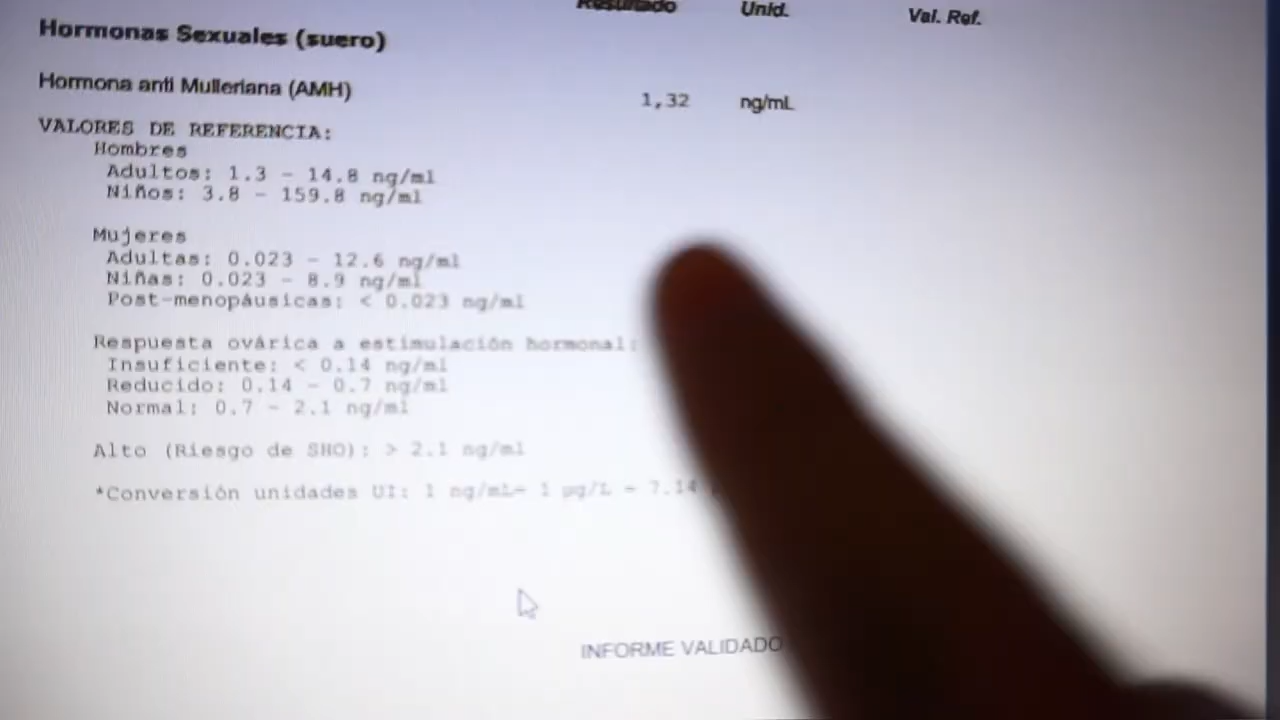 Resultado Unid. Val. Ref.
Hormonas Sexuales (suero)
Hormona anti Mulleriana (AMH) 1,32 ng/mL
VALORES DE REFERENCIA:
Hombres
Adultos: 1.3 - 14.8 ng/ml
Niños: 3.8 - 159.8 ng/ml
Mujeres
Adultas: 0.023 - 12.6 ng/ml
Niñas: 0.023 - 8.9 ng/ml
Post-menopáusicas: < 0.023 ng/ml
Respuesta ovárica a estimulación hormonal:
Insuficiente: < 0.14 ng/ml
Reducido: 0.14 - 0.7 ng/ml
Normal: 0.7 - 2.1 ng/ml
Alto (Riesgo de SHO): > 2.1 ng/ml
*Conversión unidades UI: 1 ng/mL= 1 µg/L = 7.14
INFORME VALIDADO